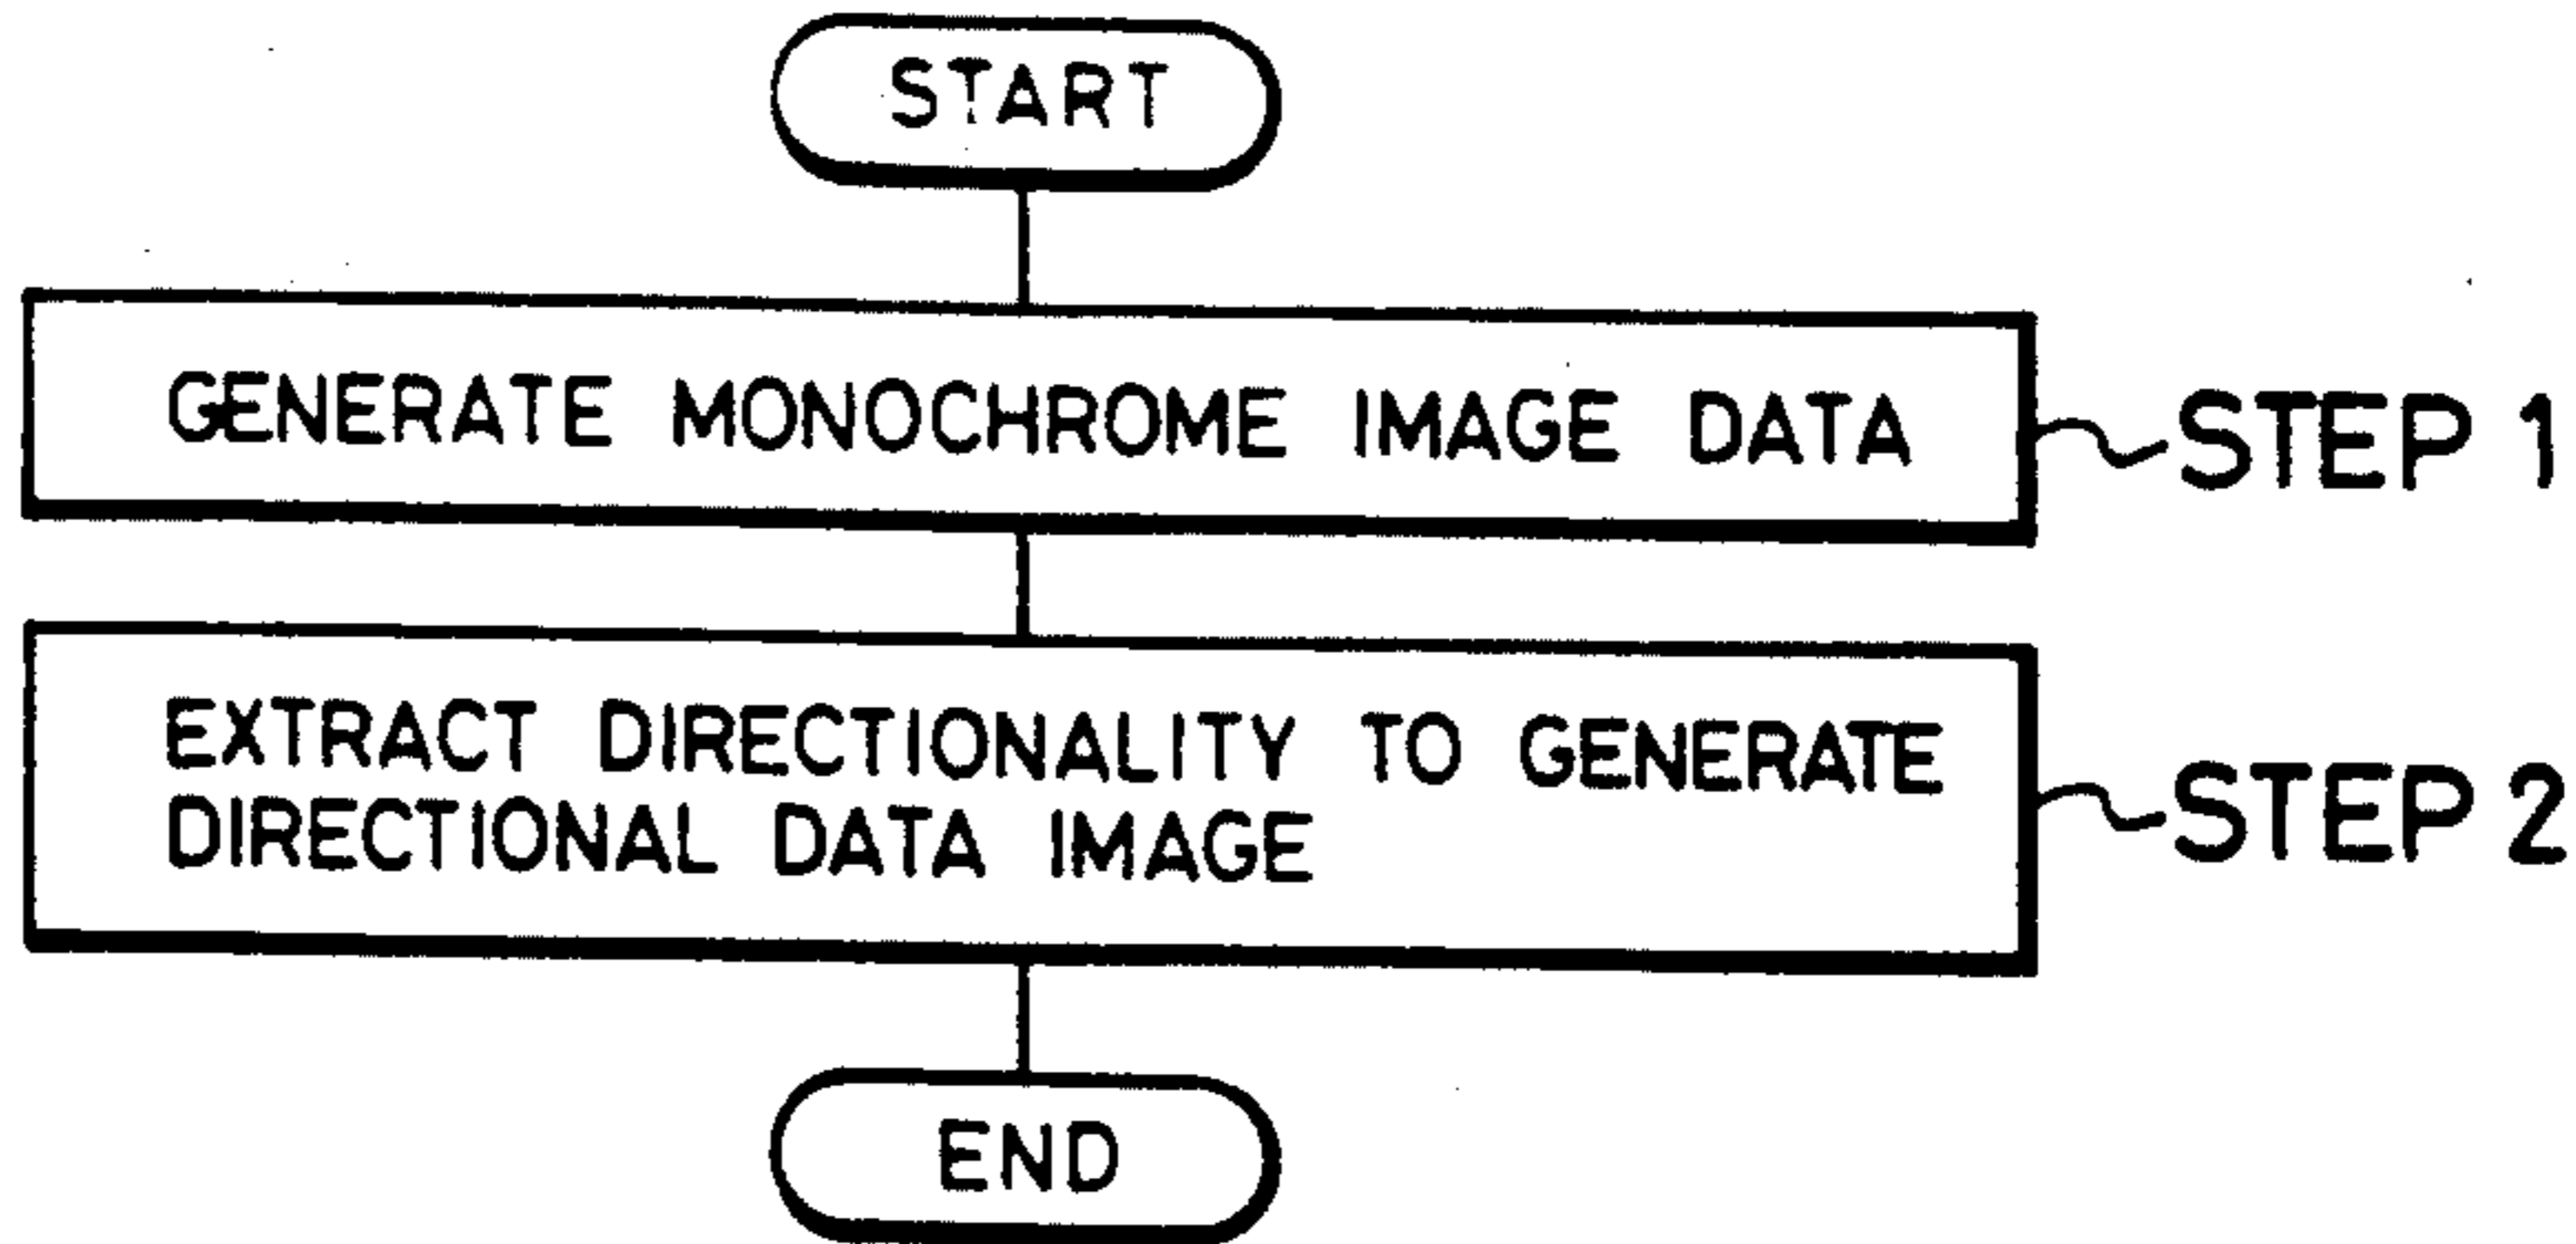 START
GENERATE MONOCHROME IMAGE DATA
STEP 1
EXTRACT DIRECTIONALITY TO GENERATE
DIRECTIONAL DATA IMAGE
STEP 2
END